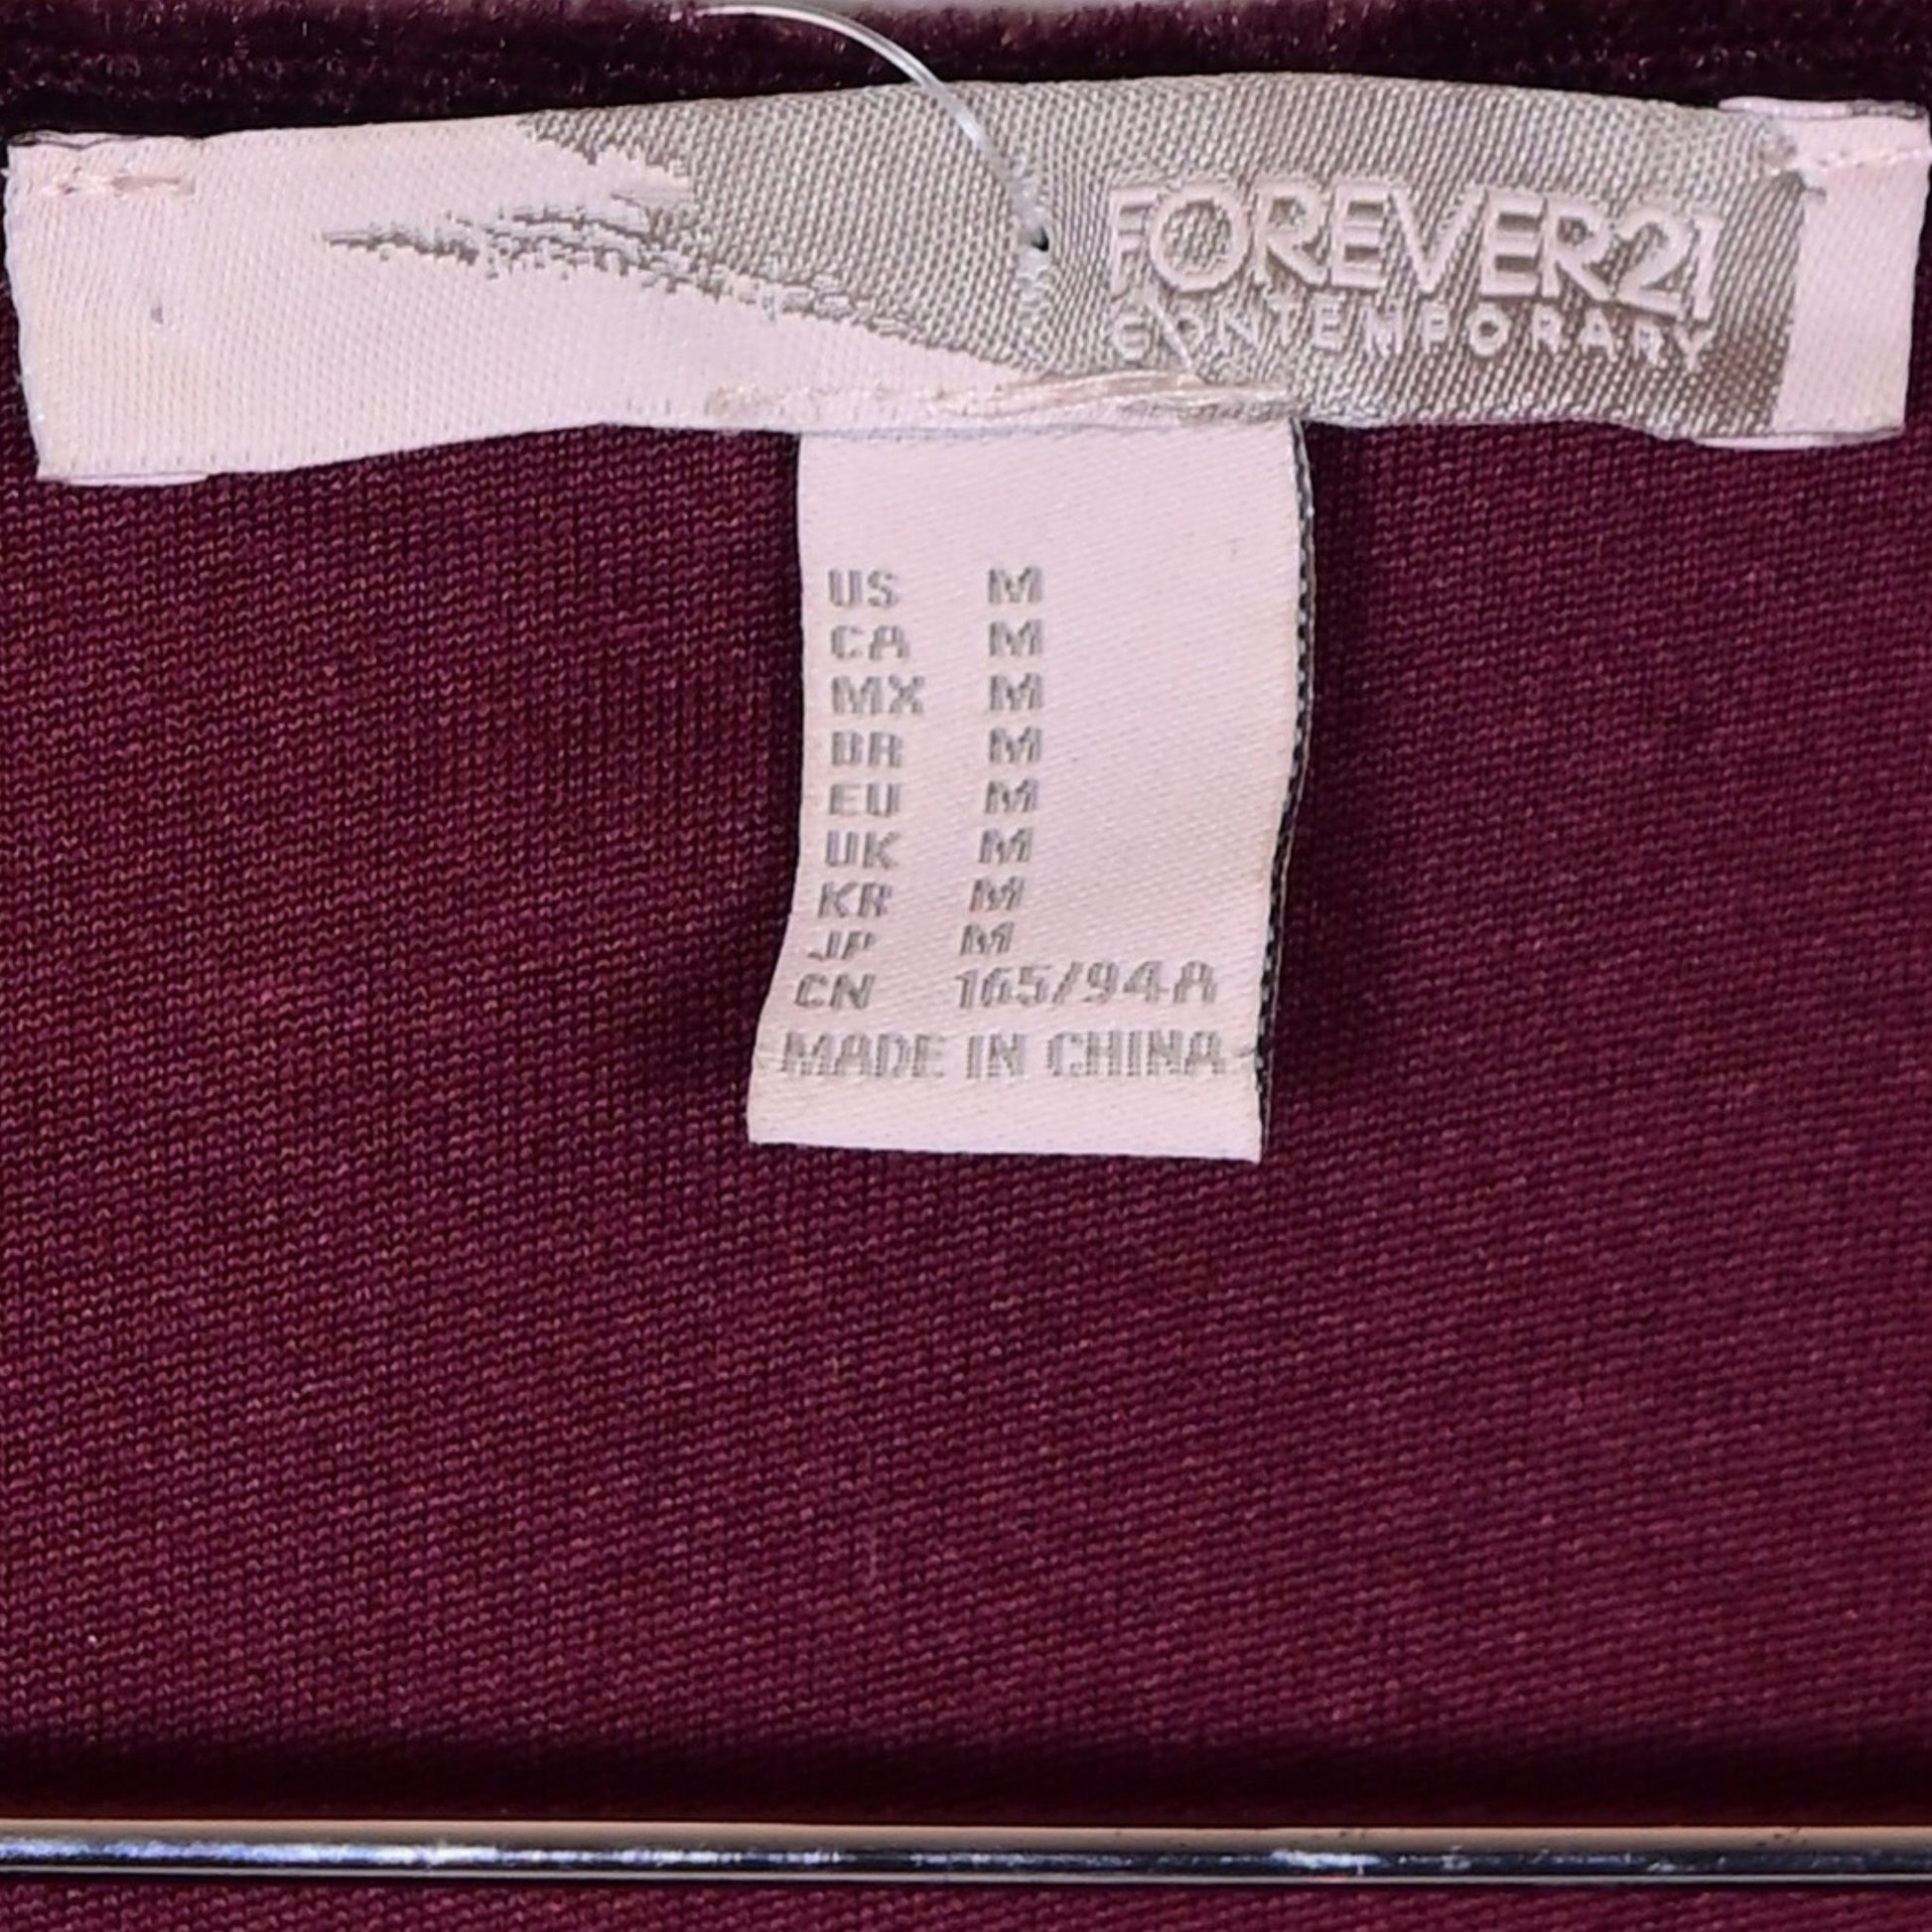 FOREVER21
CONTEMPORARY
US M
CA M
MX M
BR M
EU M
UK M
KR M
JP M
CN 165/94A
MADE IN CHINA